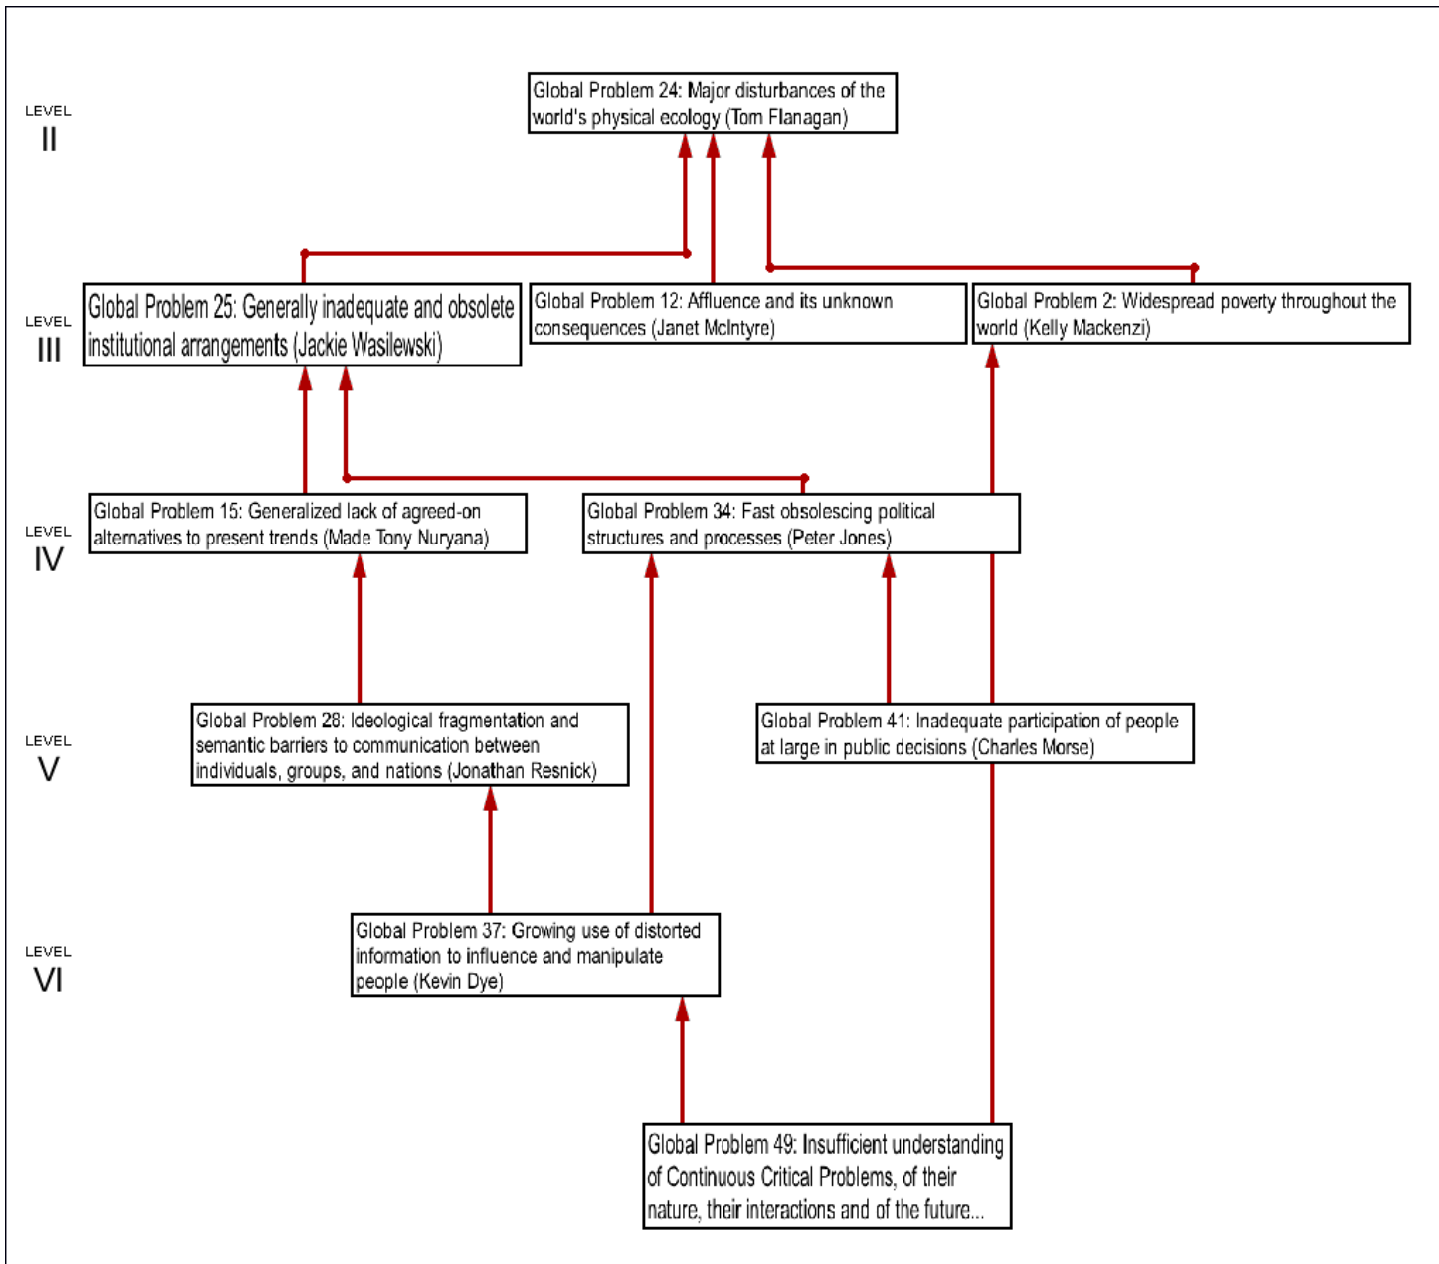 Global Problem 24: Major disturbances of the
world's physical ecology (Tom Flanagan)
LEVEL
II
Global Problem 25: Generally inadequate and obsolete
institutional arrangements (Jackie Wasilewski)
Global Problem 12: Affluence and its unknown
consequences (Janet McIntyre)
Global Problem 2: Widespread poverty throughout the
world (Kelly Mackenzi)
LEVEL
III
Global Problem 15: Generalized lack of agreed-on
alternatives to present trends (Made Tony Nuryana)
Global Problem 34: Fast obsolescing political
structures and processes (Peter Jones)
LEVEL
IV
Global Problem 28: Ideological fragmentation and
semantic barriers to communication between
individuals, groups, and nations (Jonathan Resnick)
Global Problem 41: Inadequate participation of people
at large in public decisions (Charles Morse)
LEVEL
V
Global Problem 37: Growing use of distorted
information to influence and manipulate
people (Kevin Dye)
LEVEL
VI
Global Problem 49: Insufficient understanding
of Continuous Critical Problems, of their
nature, their interactions and of the future...